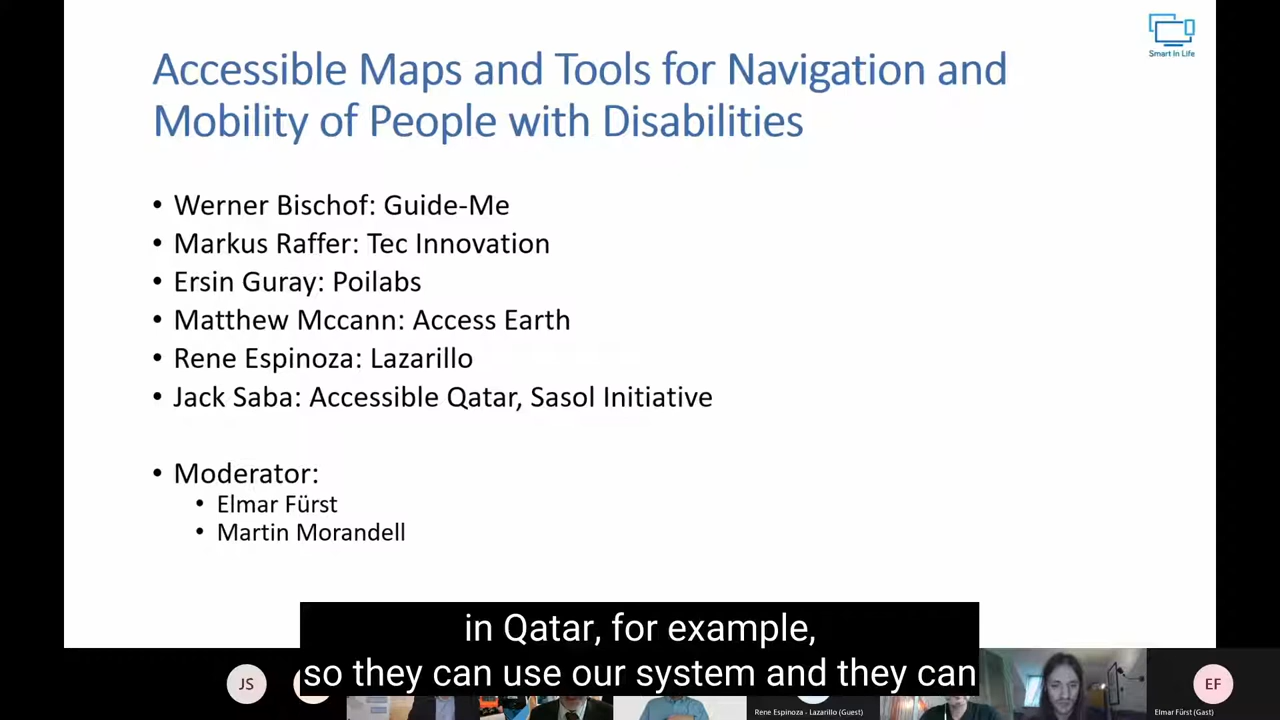 Smart In Life
Accessible Maps and Tools for Navigation and
Mobility of People with Disabilities
• Werner Bischof: Guide-Me
• Markus Raffer: Tec Innovation
• Ersin Guray: Poilabs
• Matthew Mccann: Access Earth
• Rene Espinoza: Lazarillo
• Jack Saba: Accessible Qatar, Sasol Initiative
• Moderator:
• Elmar Fürst
• Martin Morandell
in Qatar, for example,
so they can use our system and they can
JS
EF
Rene Espinoza - Lazarillo (Guest)
Elmar Fürst (Gast)